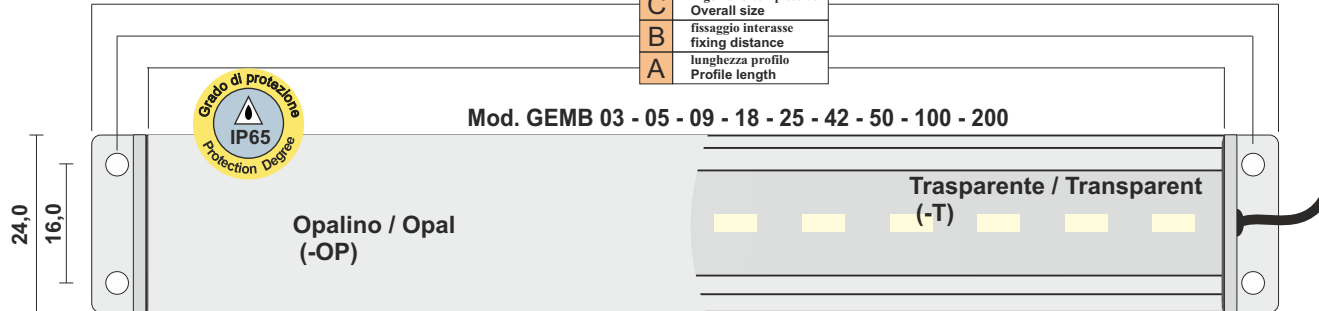 C
Overall size
B
fissaggio interasse
fixing distance
A
lunghezza profilo
Profile length
Grado di protezione
IP65
Protection Degree
Mod. GEMB 03 - 05 - 09 - 18 - 25 - 42 - 50 - 100 - 200
24,0
16,0
Opalino / Opal
(-OP)
Trasparente / Transparent
(-T)